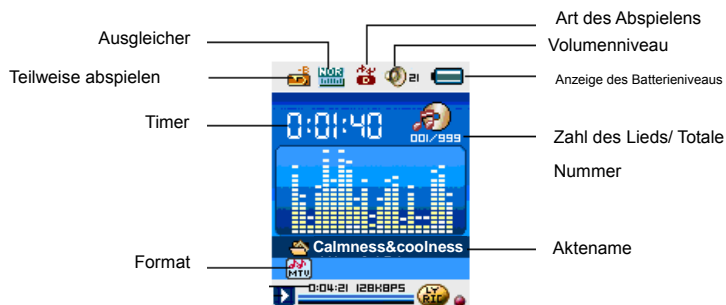 Art des Abspielens
Ausgleicher
Volumenniveau
NOR
21
Teilweise abspielen
Anzeige des Batterieniveaus
Timer
0:01:40
001/999
Zahl des Lieds/ Totale
Nummer
Calmness&coolness
Aktename
Format
MTV
0:04:21 128KBPS
LY
RIC